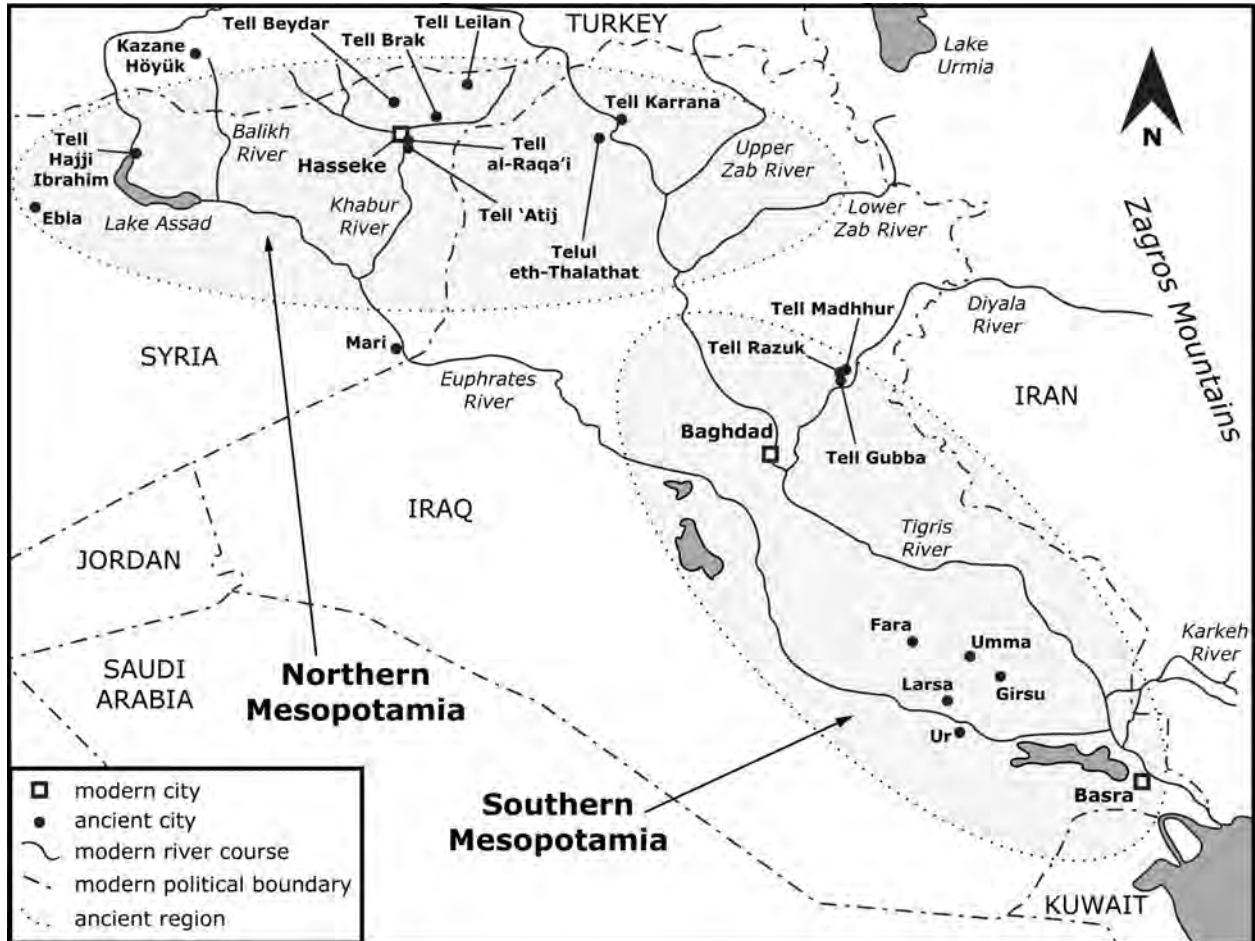 TURKEY
Tell Leilan
Tell Beydar
Tell Brak
Kazane
Höyük
Lake
Urmia
Tell Karrana
N
Tell
Hajji
Ibrahim
Balikh
River
Hasseke
Tell
al-Raqa'i
Upper
Zab River
Khabur
River
Tell 'Atij
Ebla
Lake Assad
Lower
Zab River
Telul
eth-Thalathat
Zagros Mountains
Tell Madhhur
Diyala
River
Mari
Tell Razuk
SYRIA
Euphrates
River
IRAN
Baghdad
Tell Gubba
IRAQ
Tigris
River
JORDAN
Fara
Umma
Karkeh
River
SAUDI
ARABIA
Northern
Mesopotamia
Larsa
Girsu
Ur
Basra
Southern
Mesopotamia
KUWAIT
modern city
ancient city
modern river course
modern political boundary
ancient region